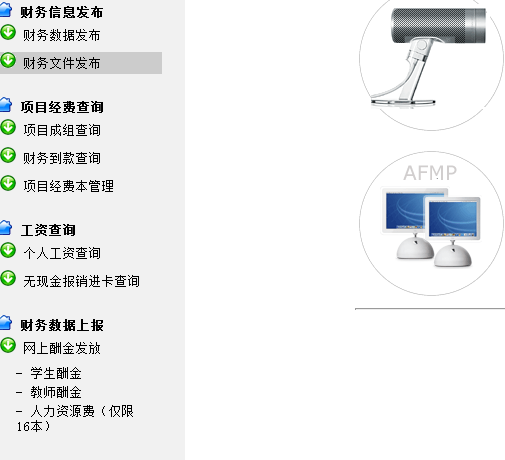 财务信息发布
财务数据发布
财务文件发布
项目经费查询
项目成组查询
财务到款查询
项目经费本管理
工资查询
个人工资查询
无现金报销进卡查询
财务数据上报
网上酬金发放
- 学生酬金
- 教师酬金
- 人力资源费（仅限
16本）
AFMP